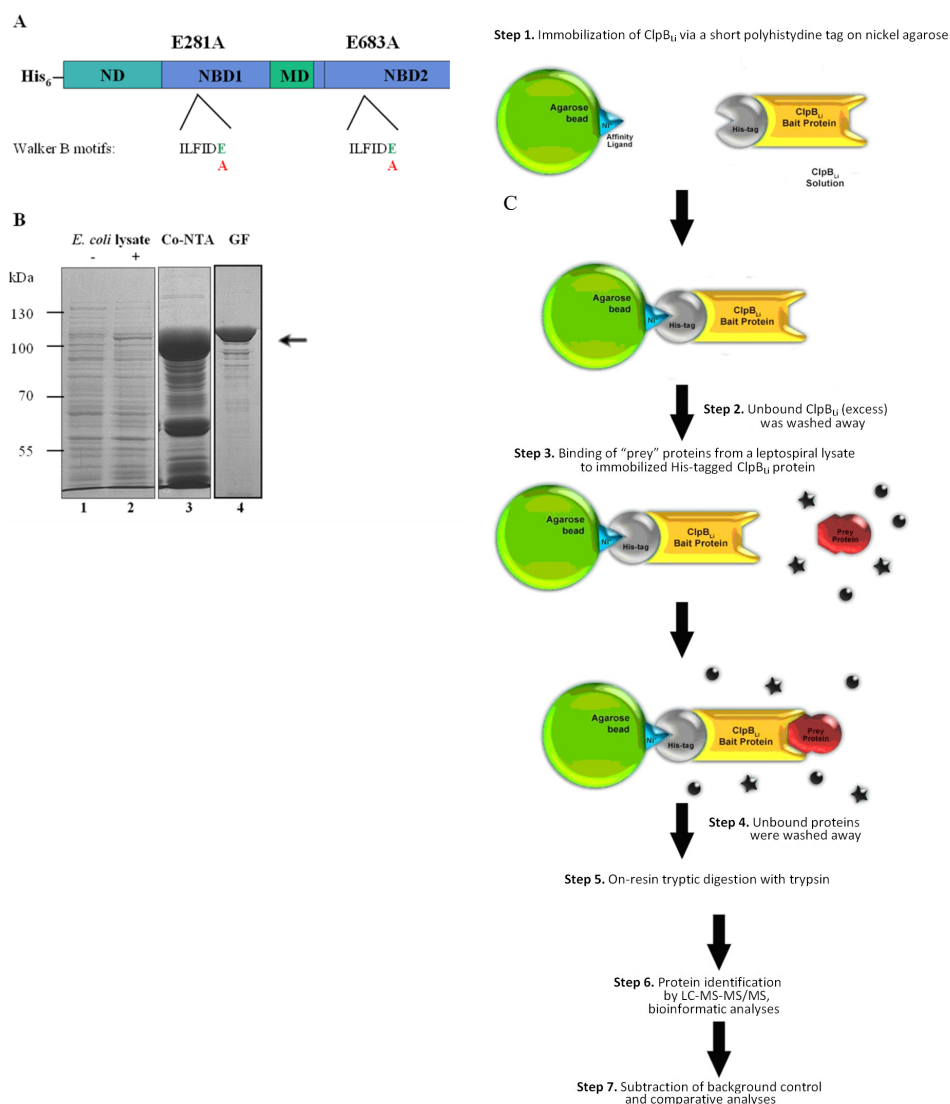 A
E281A E683A
His6 ND NBD1 MD NBD2
Walker B motifs: ILFIDE ILFIDE
A A
B
E. coli lysate Co-NTA GF
- +
kDa
130
100
70
55
1 2 3 4
Step 1. Immobilization of ClpBLi via a short polyhistydine tag on nickel agarose
Agarose
bead
Ni+
Affinity
Ligand
His-tag
ClpBLi
Bait Protein
ClpBLi
Solution
C
Agarose
bead
Ni+
His-tag
ClpBLi
Bait Protein
Step 2. Unbound ClpBLi (excess)
was washed away
Step 3. Binding of “prey” proteins from a leptospiral lysate
to immobilized His-tagged ClpBLi protein
Agarose
bead
Ni+
His-tag
ClpBLi
Bait Protein
Prey
Protein
Agarose
bead
Ni+
His-tag
ClpBLi
Bait Protein
Prey
Protein
Step 4. Unbound proteins
were washed away
Step 5. On-resin tryptic digestion with trypsin
Step 6. Protein identification
by LC-MS-MS/MS,
bioinformatic analyses
Step 7. Subtraction of background control
and comparative analyses